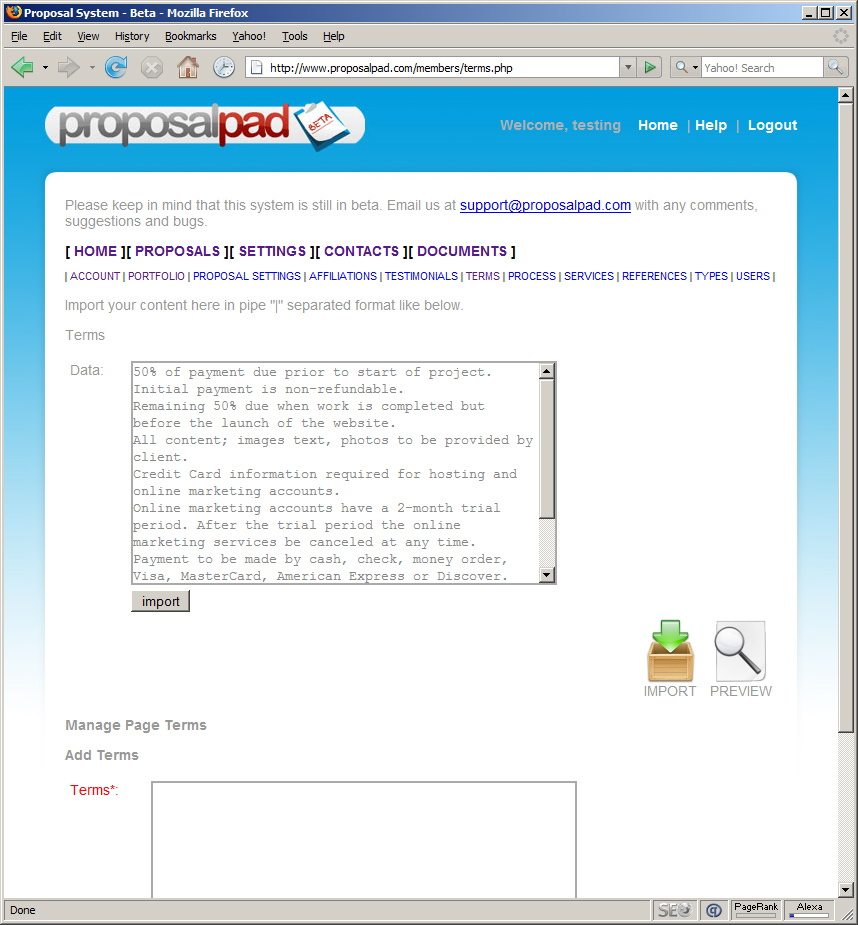 Proposal System - Beta - Mozilla Firefox
File Edit View History Bookmarks Yahoo! Tools Help
http://www.proposalpad.com/members/terms.php
Yahoo! Search
proposalpad
BETA
Welcome, testing Home | Help | Logout
Please keep in mind that this system is still in beta. Email us at support@proposalpad.com with any comments,
suggestions and bugs.
[ HOME ][ PROPOSALS ][ SETTINGS ][ CONTACTS ][ DOCUMENTS ]
| ACCOUNT | PORTFOLIO | PROPOSAL SETTINGS | AFFILIATIONS | TESTIMONIALS | TERMS | PROCESS | SERVICES | REFERENCES | TYPES | USERS |
Import your content here in pipe "|" separated format like below.
Terms
Data:
50% of payment due prior to start of project.
Initial payment is non-refundable.
Remaining 50% due when work is completed but
before the launch of the website.
All content; images text, photos to be provided by
client.
Credit Card information required for hosting and
online marketing accounts.
Online marketing accounts have a 2-month trial
period. After the trial period the online
marketing services be canceled at any time.
Payment to be made by cash, check, money order,
Visa, MasterCard, American Express or Discover.
import
IMPORT PREVIEW
Manage Page Terms
Add Terms
Terms*:
Done
SEO
@
PageRank
Alexa